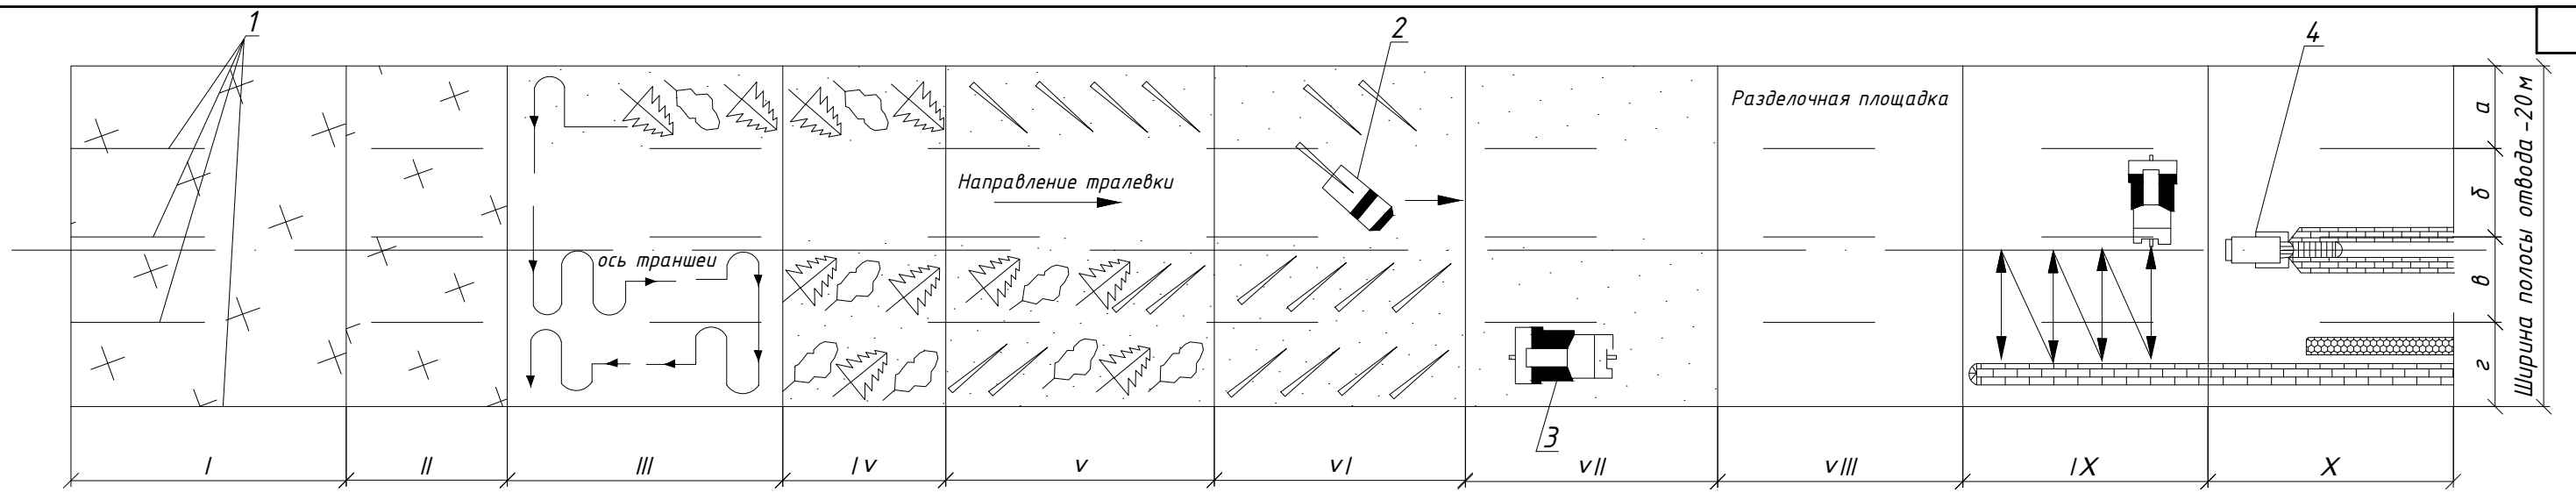 1
2
4
Разделочная площадка
Направление тралевки
ось траншеи
3
а
б
в
г
Ширина полосы отвода -20м
I
II
III
IV
V
VI
VII
VIII
IX
X